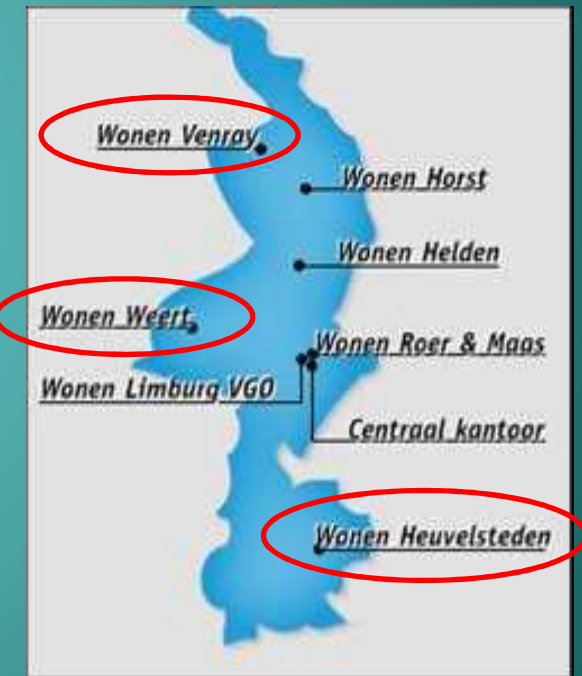 Wonen Venray
Wonen Horst
Wonen Helden
Wonen Weert
Wonen Roer & Maas
Wonen Limburg VGO
Centraal kantoor
Wonen Heuvelsteden